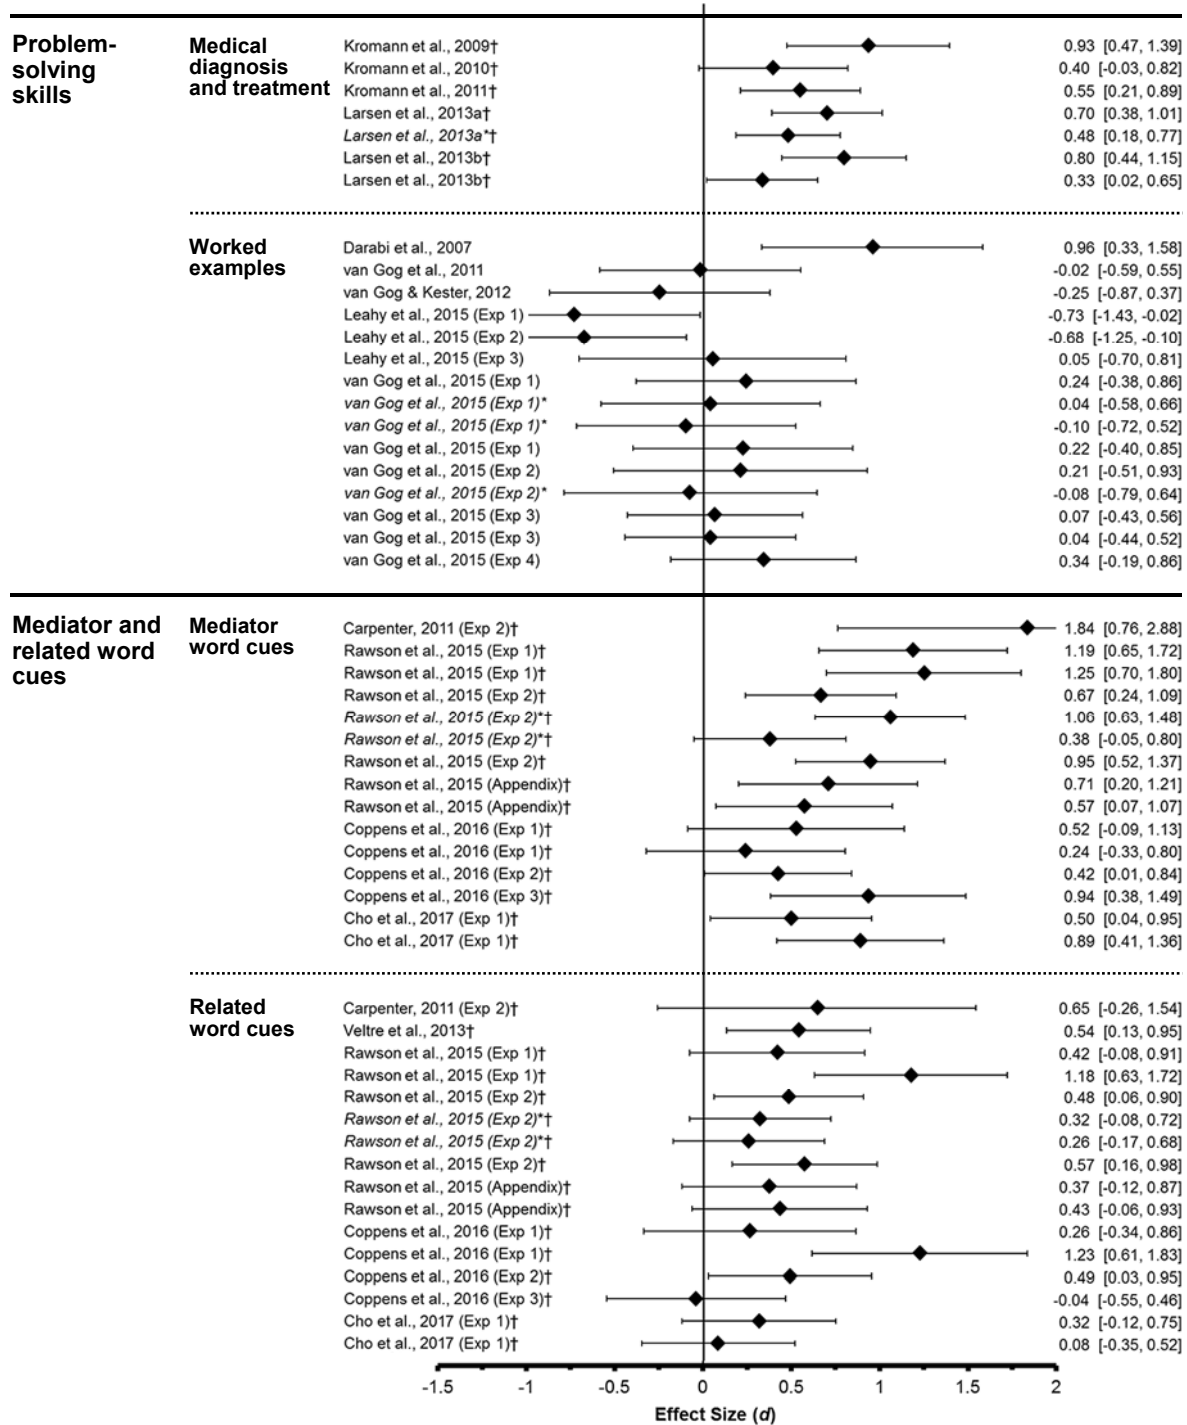 Problem-
solving
skills
Medical
diagnosis
and treatment
Kromann et al., 2009† 0.93 [0.47, 1.39]
Kromann et al., 2010† 0.40 [-0.03, 0.82]
Kromann et al., 2011† 0.55 [0.21, 0.89]
Larsen et al., 2013a† 0.70 [0.38, 1.01]
Larsen et al., 2013a*† 0.48 [0.18, 0.77]
Larsen et al., 2013b† 0.80 [0.44, 1.15]
Larsen et al., 2013b† 0.33 [0.02, 0.65]
Worked
examples
Darabi et al., 2007 0.96 [0.33, 1.58]
van Gog et al., 2011 -0.02 [-0.59, 0.55]
van Gog & Kester, 2012 -0.25 [-0.87, 0.37]
Leahy et al., 2015 (Exp 1) -0.73 [-1.43, -0.02]
Leahy et al., 2015 (Exp 2) -0.68 [-1.25, -0.10]
Leahy et al., 2015 (Exp 3) 0.05 [-0.70, 0.81]
van Gog et al., 2015 (Exp 1) 0.24 [-0.38, 0.86]
van Gog et al., 2015 (Exp 1)* 0.04 [-0.58, 0.66]
van Gog et al., 2015 (Exp 1)* -0.10 [-0.72, 0.52]
van Gog et al., 2015 (Exp 1) 0.22 [-0.40, 0.85]
van Gog et al., 2015 (Exp 2) 0.21 [-0.51, 0.93]
van Gog et al., 2015 (Exp 2)* -0.08 [-0.79, 0.64]
van Gog et al., 2015 (Exp 3) 0.07 [-0.43, 0.56]
van Gog et al., 2015 (Exp 3) 0.04 [-0.44, 0.52]
van Gog et al., 2015 (Exp 4) 0.34 [-0.19, 0.86]
Mediator and
related word
cues
Mediator
word cues
Carpenter, 2011 (Exp 2)† 1.84 [0.76, 2.88]
Rawson et al., 2015 (Exp 1)† 1.19 [0.65, 1.72]
Rawson et al., 2015 (Exp 1)† 1.25 [0.70, 1.80]
Rawson et al., 2015 (Exp 2)† 0.67 [0.24, 1.09]
Rawson et al., 2015 (Exp 2)*† 1.06 [0.63, 1.48]
Rawson et al., 2015 (Exp 2)*† 0.38 [-0.05, 0.80]
Rawson et al., 2015 (Exp 2)† 0.95 [0.52, 1.37]
Rawson et al., 2015 (Appendix)† 0.71 [0.20, 1.21]
Rawson et al., 2015 (Appendix)† 0.57 [0.07, 1.07]
Coppens et al., 2016 (Exp 1)† 0.52 [-0.09, 1.13]
Coppens et al., 2016 (Exp 1)† 0.24 [-0.33, 0.80]
Coppens et al., 2016 (Exp 2)† 0.42 [0.01, 0.84]
Coppens et al., 2016 (Exp 3)† 0.94 [0.38, 1.49]
Cho et al., 2017 (Exp 1)† 0.50 [0.04, 0.95]
Cho et al., 2017 (Exp 1)† 0.89 [0.41, 1.36]
Related
word cues
Carpenter, 2011 (Exp 2)† 0.65 [-0.26, 1.54]
Veltre et al., 2013† 0.54 [0.13, 0.95]
Rawson et al., 2015 (Exp 1)† 0.42 [-0.08, 0.91]
Rawson et al., 2015 (Exp 1)† 1.18 [0.63, 1.72]
Rawson et al., 2015 (Exp 2)† 0.48 [0.06, 0.90]
Rawson et al., 2015 (Exp 2)*† 0.32 [-0.08, 0.72]
Rawson et al., 2015 (Exp 2)*† 0.26 [-0.17, 0.68]
Rawson et al., 2015 (Exp 2)† 0.57 [0.16, 0.98]
Rawson et al., 2015 (Appendix)† 0.37 [-0.12, 0.87]
Rawson et al., 2015 (Appendix)† 0.43 [-0.06, 0.93]
Coppens et al., 2016 (Exp 1)† 0.26 [-0.34, 0.86]
Coppens et al., 2016 (Exp 1)† 1.23 [0.61, 1.83]
Coppens et al., 2016 (Exp 2)† 0.49 [0.03, 0.95]
Coppens et al., 2016 (Exp 3)† -0.04 [-0.55, 0.46]
Cho et al., 2017 (Exp 1)† 0.32 [-0.12, 0.75]
Cho et al., 2017 (Exp 1)† 0.08 [-0.35, 0.52]
-1.5 -1 -0.5 0 0.5 1 1.5 2
Effect Size (d)